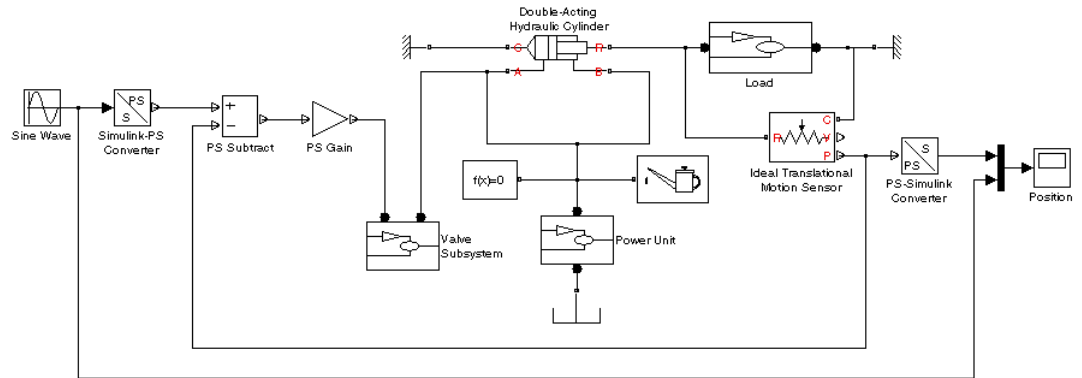 Double-Acting
Hydraulic Cylinder
C
R
A
B
Load
PS
S
+
−
Sine Wave
Simulink-PS
Converter
PS Subtract
PS Gain
C
R
V
P
Ideal Translational
Motion Sensor
S
PS
PS-Simulink
Converter
Position
f(x)=0
Valve
Subsystem
Power Unit